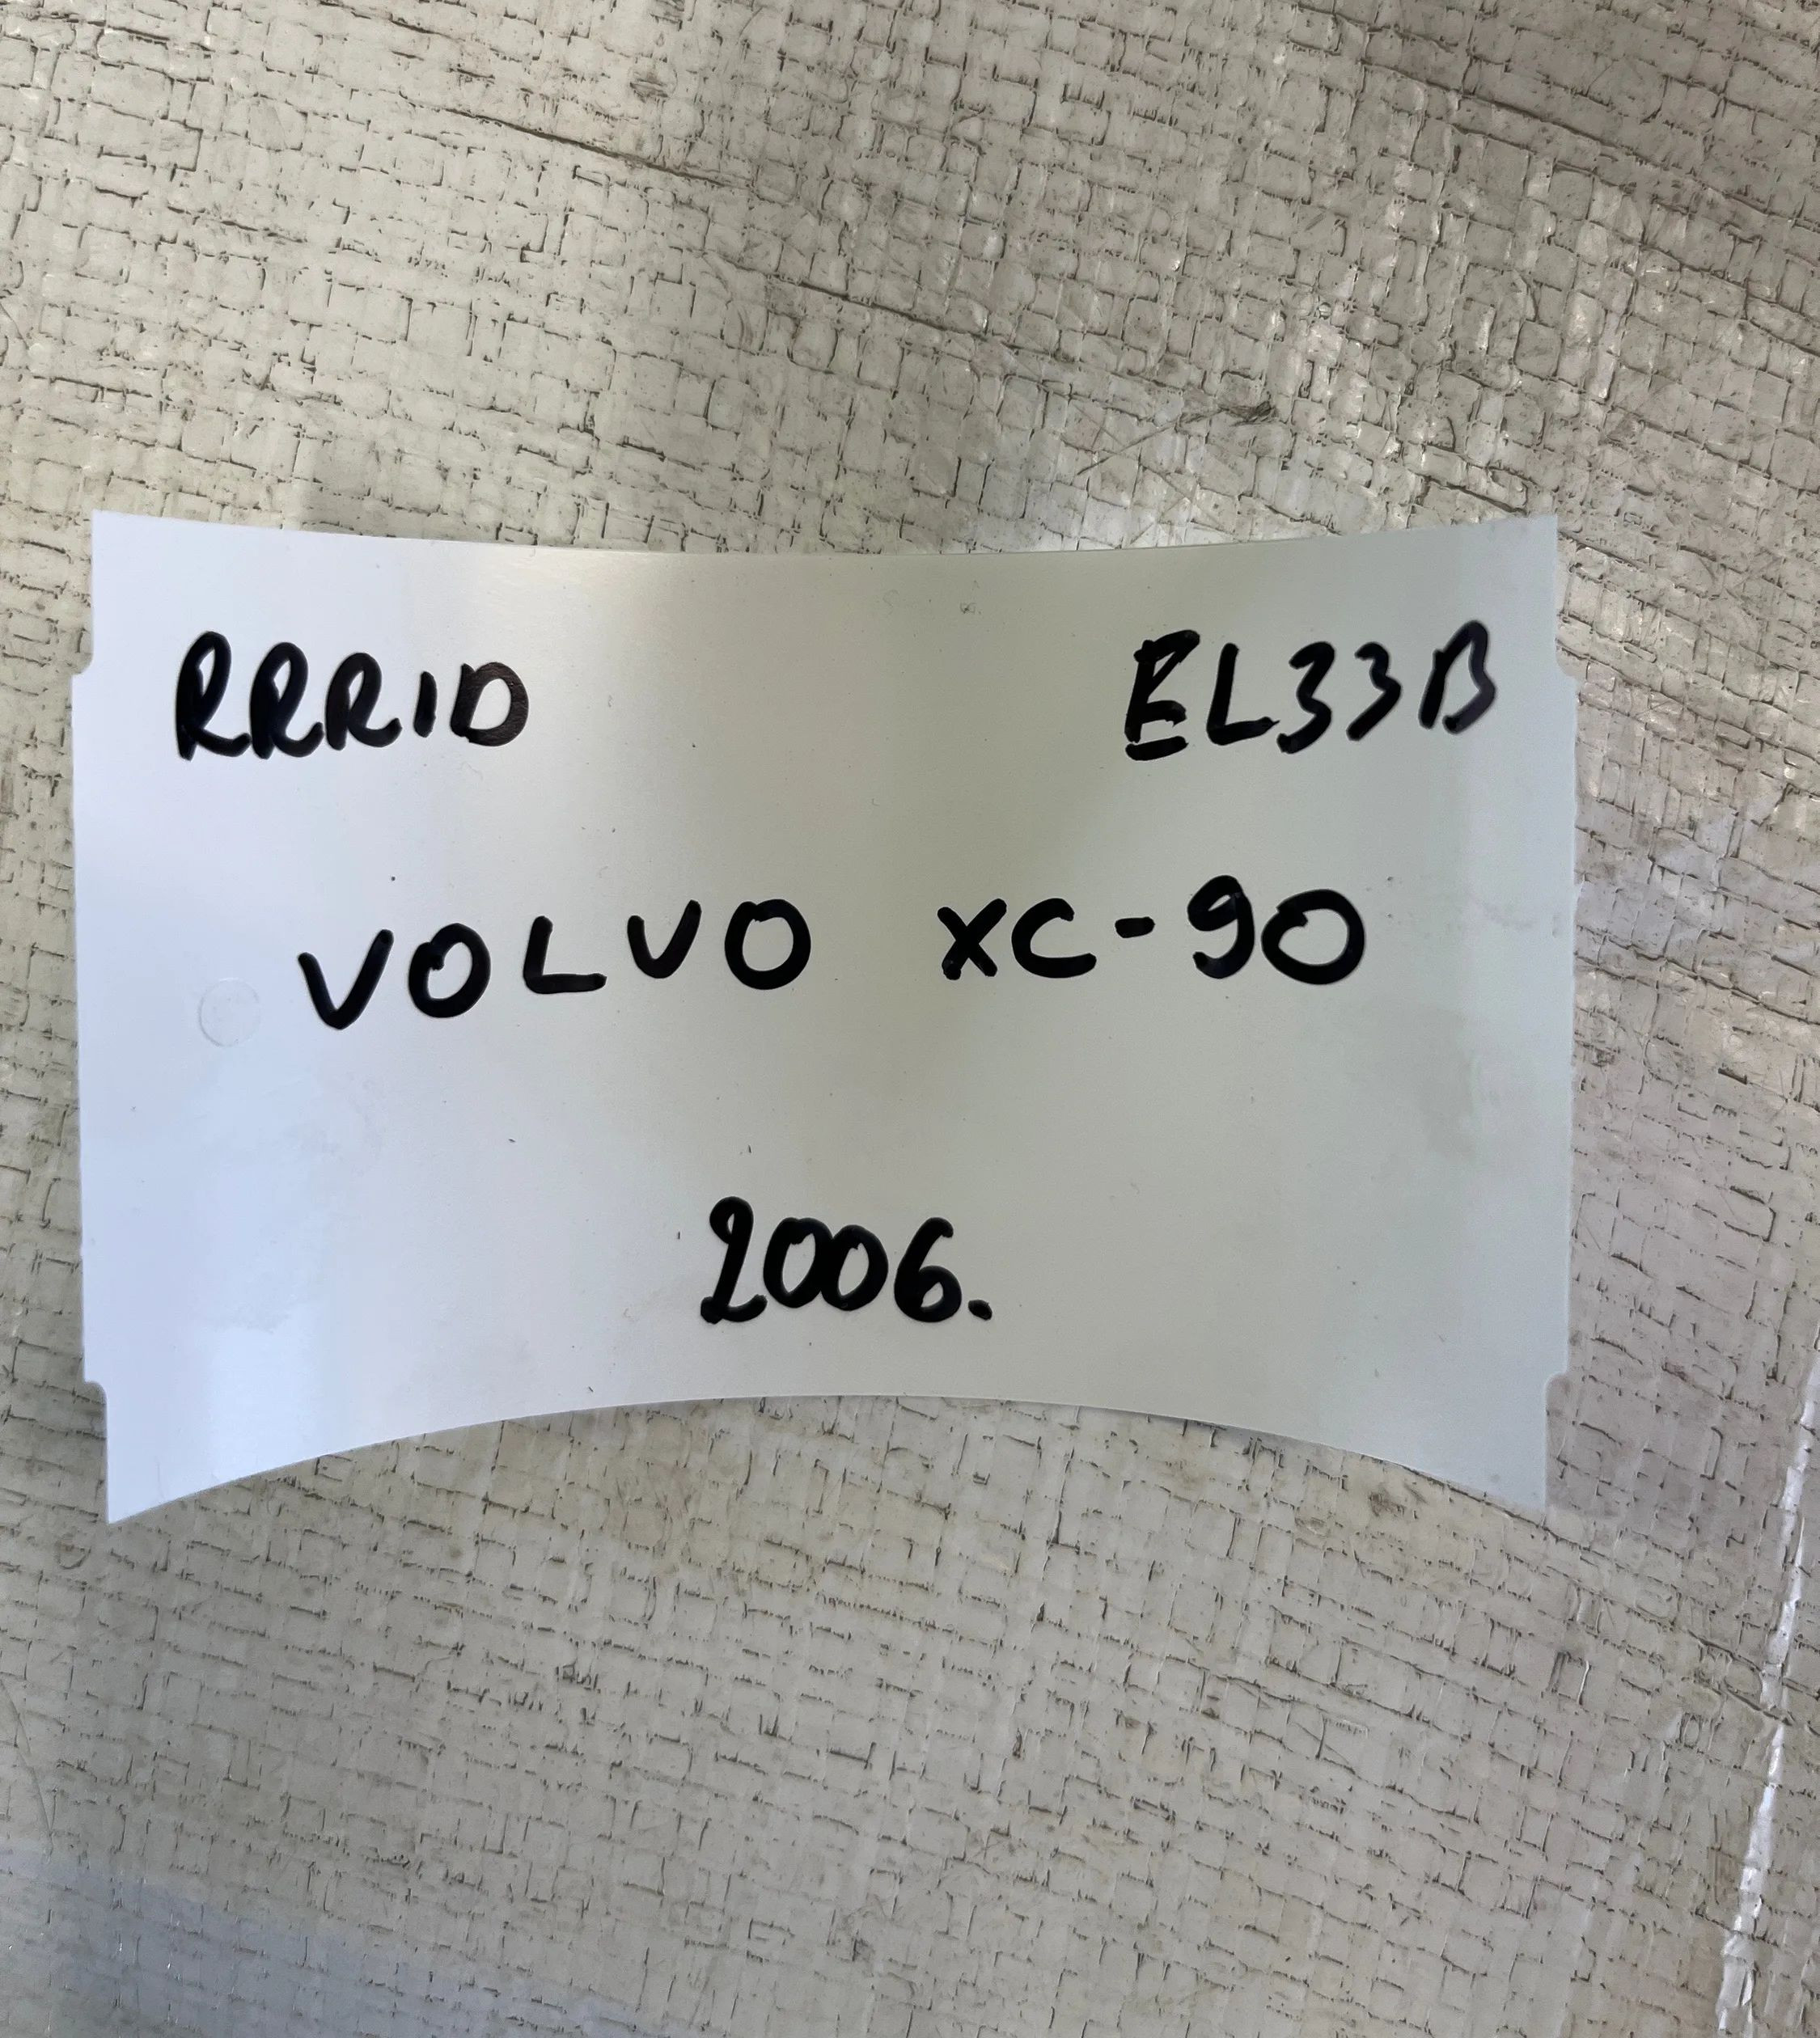 RRRID EL33B
VOLVO XC-90
2006.